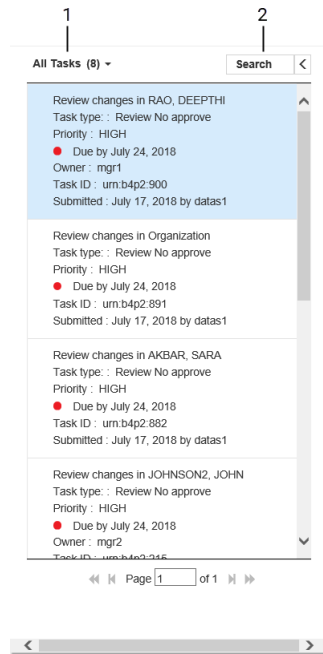 1 2
All Tasks (8) Search
Review changes in RAO, DEEPTHI
Task type: : Review No approve
Priority : HIGH
Due by July 24, 2018
Owner : mgr1
Task ID : urn:b4p2:900
Submitted : July 17, 2018 by datas1
Review changes in Organization
Task type: : Review No approve
Priority : HIGH
Due by July 24, 2018
Task ID : urn:b4p2:891
Submitted : July 17, 2018 by datas1
Review changes in AKBAR, SARA
Task type: : Review No approve
Priority : HIGH
Due by July 24, 2018
Task ID : urn:b4p2:882
Submitted : July 17, 2018 by datas1
Review changes in JOHNSON2, JOHN
Task type: : Review No approve
Priority : HIGH
Due by July 24, 2018
Owner : mgr2
Task ID : urn:b4p2:215
Page 1 of 1